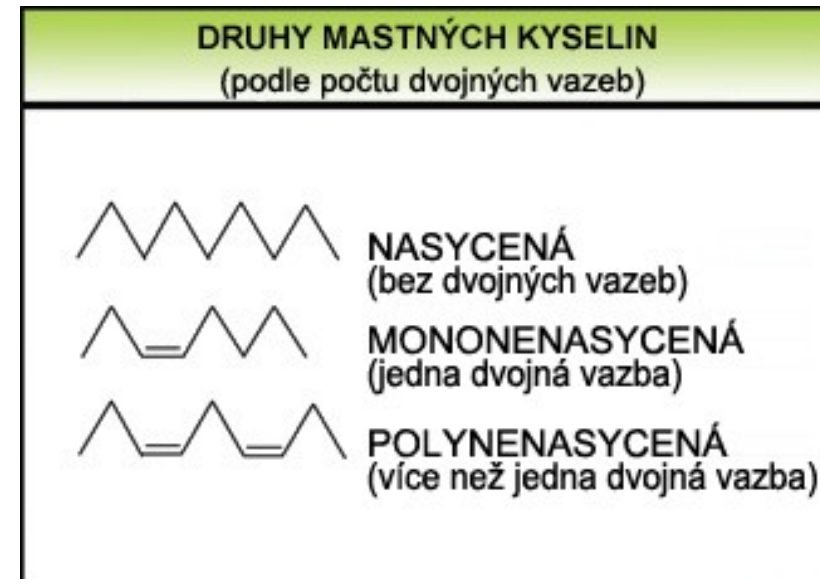 DRUHY MASTNÝCH KYSELIN
(podle počtu dvojných vazeb)
NASYCENÁ
(bez dvojných vazeb)
MONONENASYCENÁ
(jedna dvojná vazba)
POLYNENASYCENÁ
(více než jedna dvojná vazba)